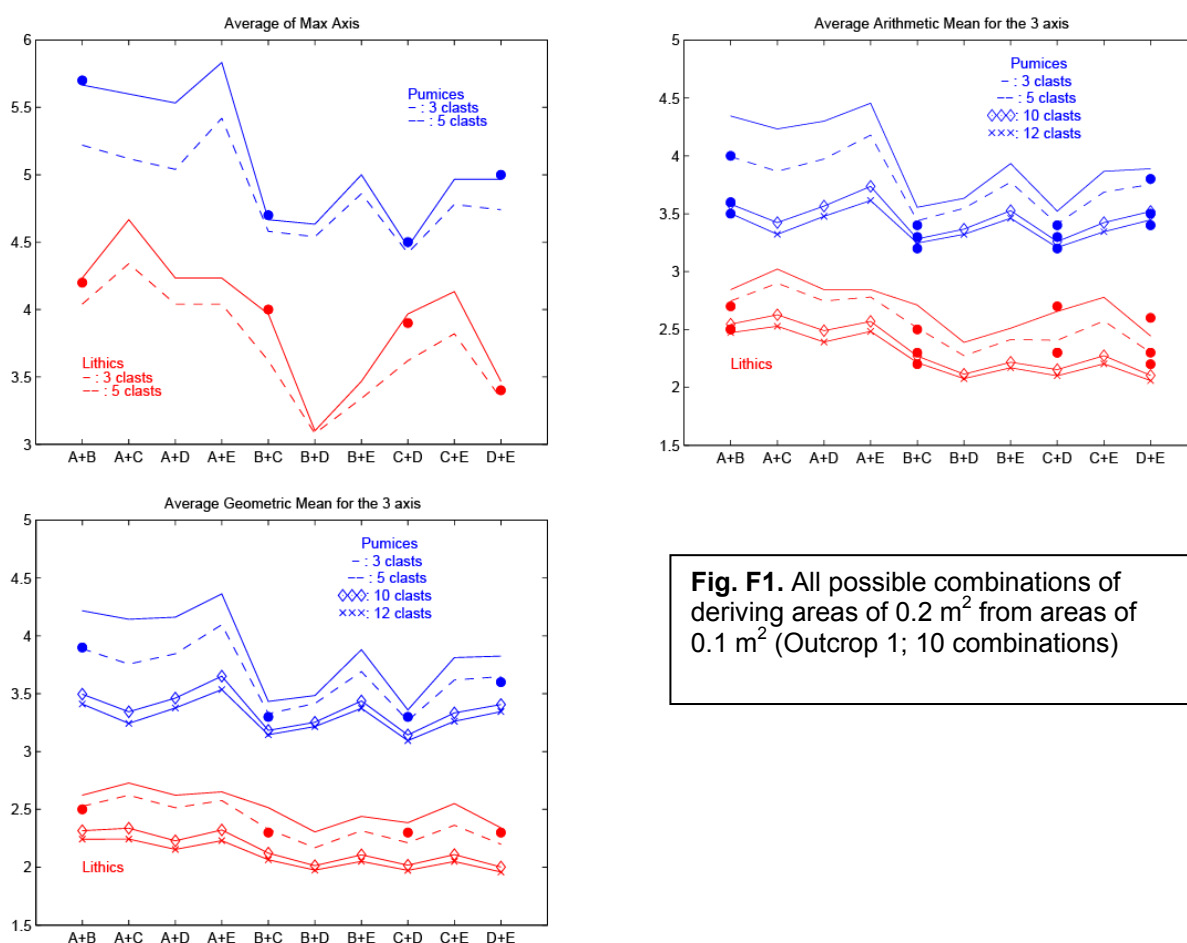 Average of Max Axis
6
5.5
5
4.5
4
3.5
3
Pumices
– : 3 clasts
-- : 5 clasts
Lithics
– : 3 clasts
-- : 5 clasts
A+B A+C A+D A+E B+C B+D B+E C+D C+E D+E
Average Arithmetic Mean for the 3 axis
5
4.5
4
3.5
3
2.5
2
1.5
Pumices
– : 3 clasts
-- : 5 clasts
◇◇◇: 10 clasts
×××: 12 clasts
Lithics
A+B A+C A+D A+E B+C B+D B+E C+D C+E D+E
Average Geometric Mean for the 3 axis
5
4.5
4
3.5
3
2.5
2
1.5
Pumices
– : 3 clasts
-- : 5 clasts
◇◇◇: 10 clasts
×××: 12 clasts
Lithics
A+B A+C A+D A+E B+C B+D B+E C+D C+E D+E
Fig. F1. All possible combinations of
deriving areas of 0.2 m² from areas of
0.1 m² (Outcrop 1; 10 combinations)